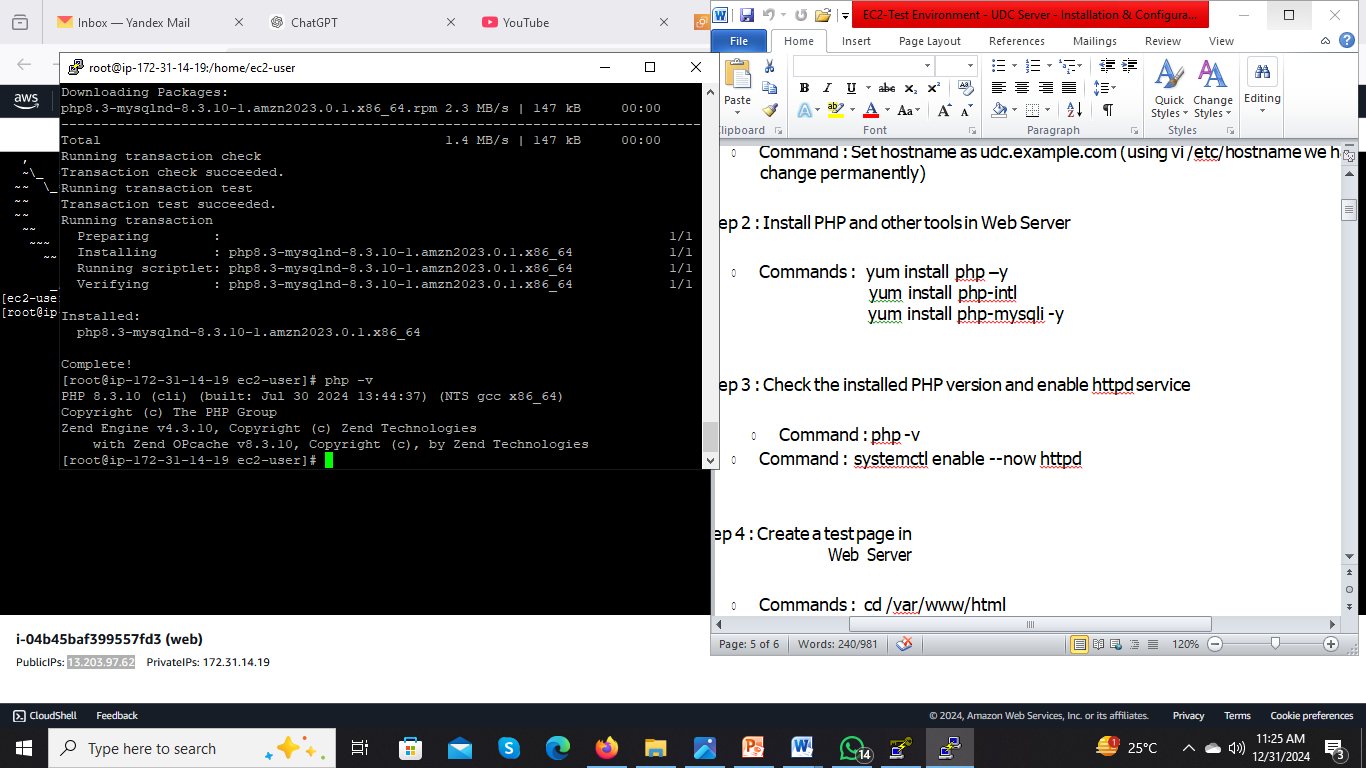 Inbox — Yandex Mail
ChatGPT
YouTube
aws
root@ip-172-31-14-19:/home/ec2-user
Downloading Packages:
php8.3-mysqlnd-8.3.10-1.amzn2023.0.1.x86_64.rpm 2.3 MB/s | 147 kB 00:00
Total 1.4 MB/s | 147 kB 00:00
Running transaction check
Transaction check succeeded.
Running transaction test
Transaction test succeeded.
Running transaction
Preparing : 1/1
Installing : php8.3-mysqlnd-8.3.10-1.amzn2023.0.1.x86_64 1/1
Running scriptlet: php8.3-mysqlnd-8.3.10-1.amzn2023.0.1.x86_64 1/1
Verifying : php8.3-mysqlnd-8.3.10-1.amzn2023.0.1.x86_64 1/1
Installed:
php8.3-mysqlnd-8.3.10-1.amzn2023.0.1.x86_64
Complete!
[root@ip-172-31-14-19 ec2-user]# php -v
PHP 8.3.10 (cli) (built: Jul 30 2024 13:44:37) (NTS gcc x86_64)
Copyright (c) The PHP Group
Zend Engine v4.3.10, Copyright (c) Zend Technologies
with Zend OPcache v8.3.10, Copyright (c), by Zend Technologies
[root@ip-172-31-14-19 ec2-user]#
[ec2-use
[root@ip
EC2-Test Environment - UDC Server - Installation & Configura...
File Home Insert Page Layout References Mailings Review View
Paste
Clipboard
Font
Paragraph
Quick Styles
Change Styles
Styles
Editing
Command : Set hostname as udc.example.com (using vi /etc/hostname we h
change permanently)
ep 2 : Install PHP and other tools in Web Server
Commands : yum install php –y
yum install php-intl
yum install php-mysqli -y
ep 3 : Check the installed PHP version and enable httpd service
Command : php -v
Command : systemctl enable --now httpd
ep 4 : Create a test page in
Web Server
Commands : cd /var/www/html
Page: 5 of 6 Words: 240/981 120%
i-04b45baf399557fd3 (web)
PublicIPs: 13.203.97.62 PrivateIPs: 172.31.14.19
CloudShell Feedback © 2024, Amazon Web Services, Inc. or its affiliates. Privacy Terms Cookie preferences
Type here to search
14
1
25°C
11:25 AM
12/31/2024
3